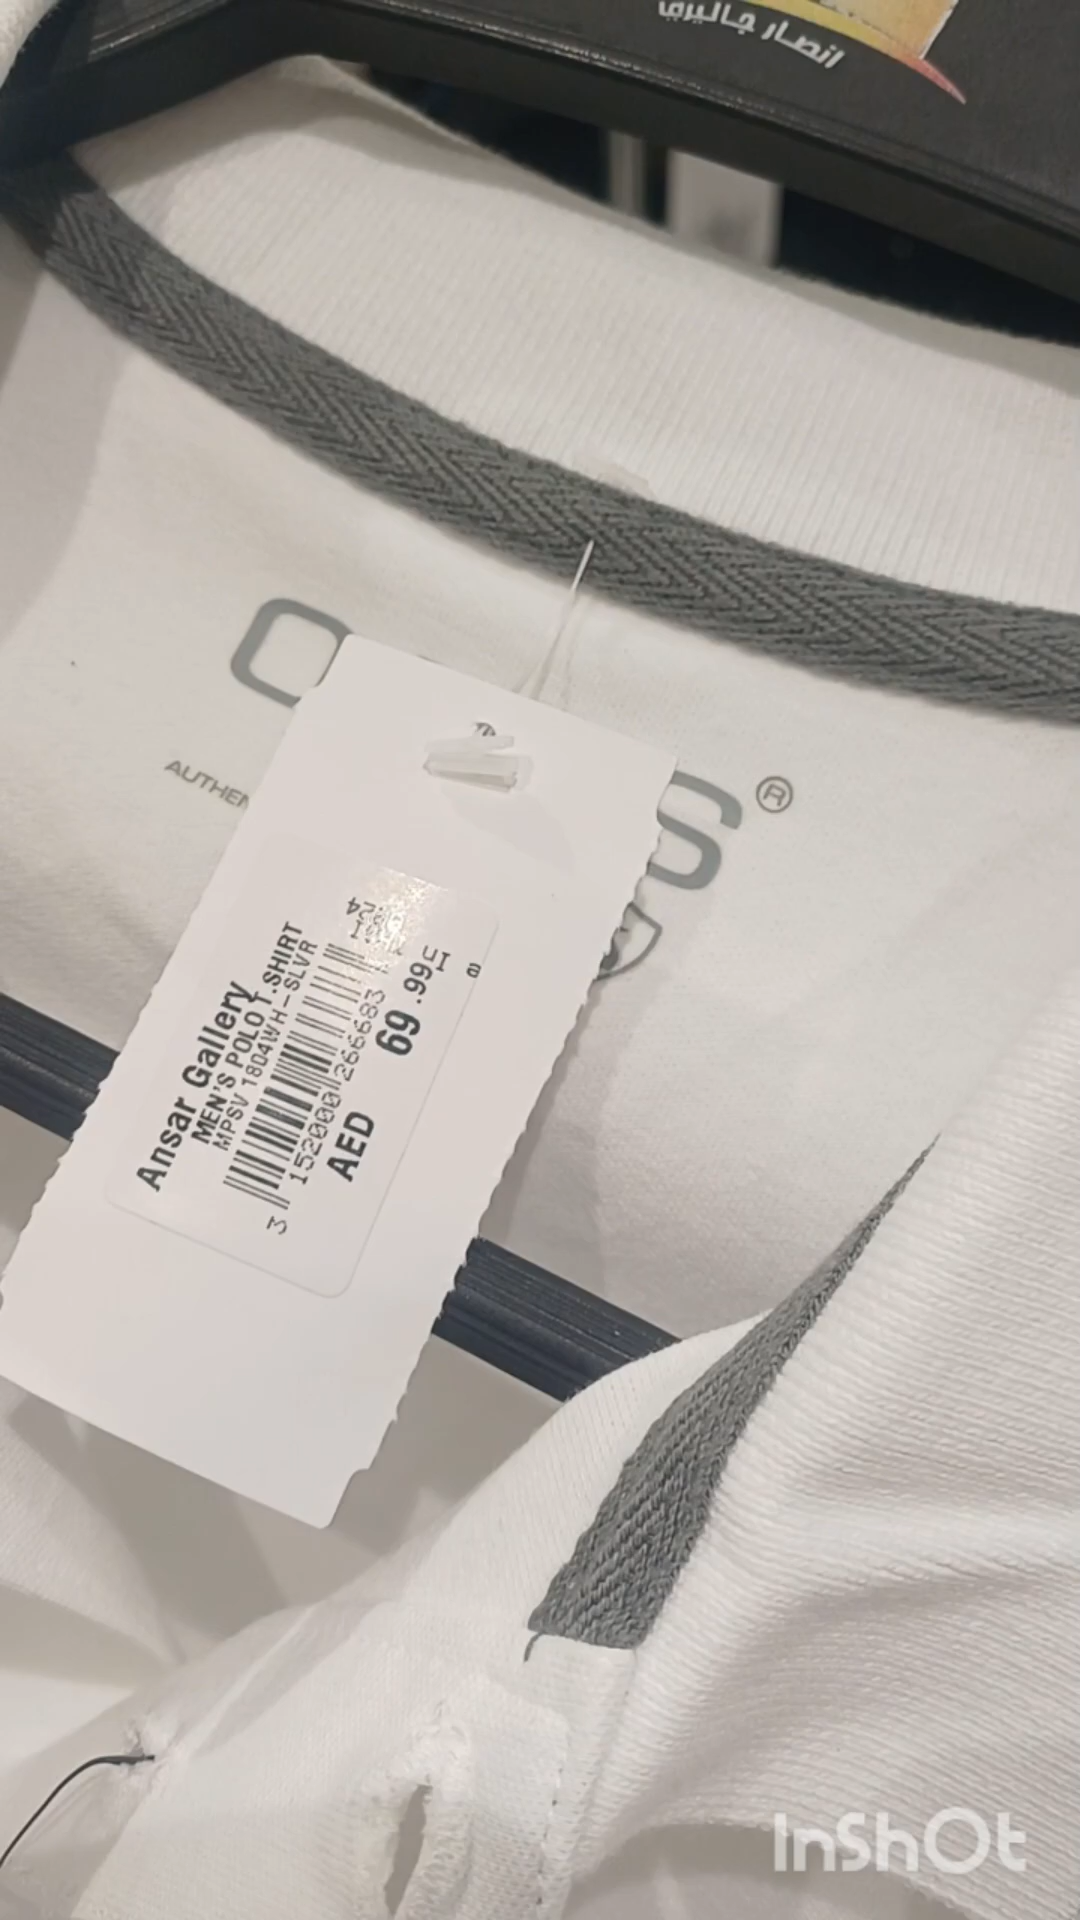 انصار جاليري
AUTHEN
S®
Ansar Gallery
MEN'S POLO T.SHIRT
MPSV 1804WH-SLVR
3 152000 266683
AED 69.99
InShOt